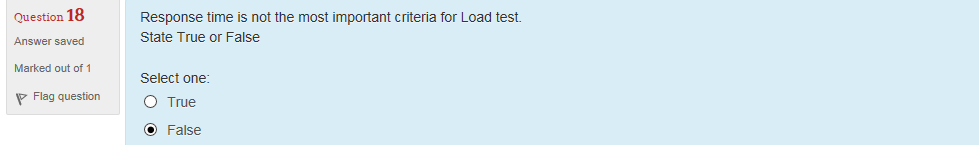 Question 18
Answer saved
Marked out of 1
Flag question
Response time is not the most important criteria for Load test.
State True or False
Select one:
True
False